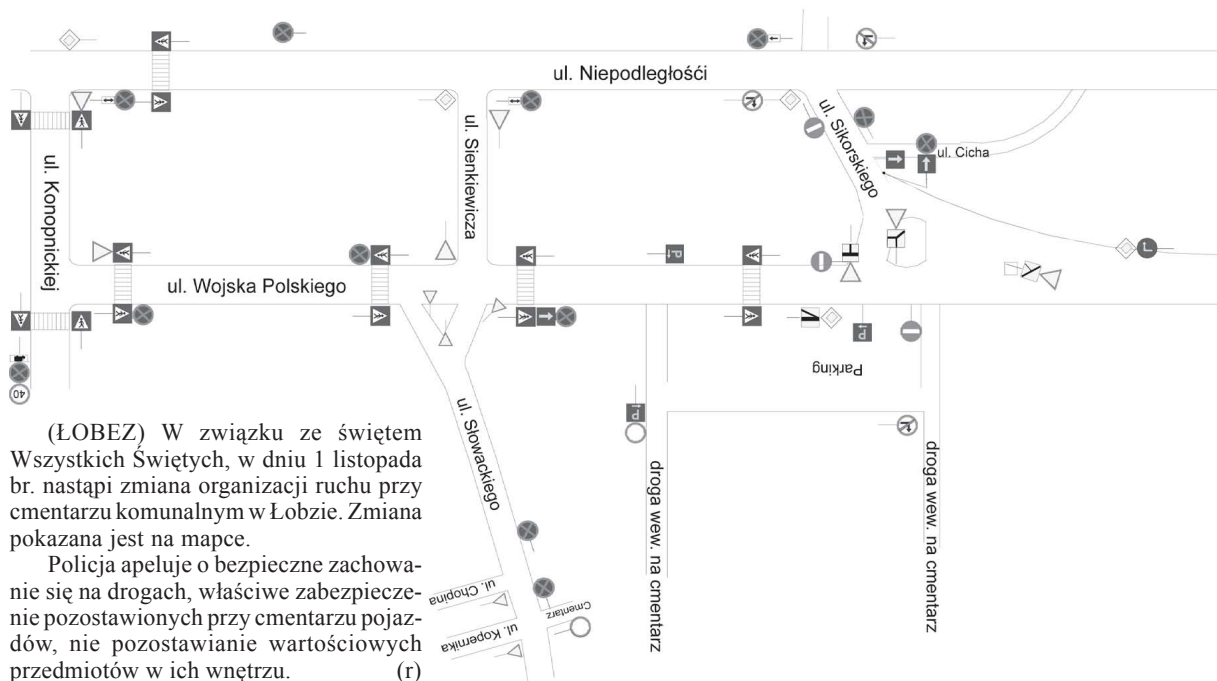 ul. Niepodległośći
ul. Sikorskiego
ul. Cicha
ul. Sienkiewicza
ul. Konopnickiej
ul. Wojska Polskiego
P
P
Parking
40
P
ul. Słowackiego
droga wew. na cmentarz
droga wew. na cmentarz
ul. Chopina
Cmentarz
ul. Kopernika
(ŁOBEZ) W związku ze świętem
Wszystkich Świętych, w dniu 1 listopada
br. nastąpi zmiana organizacji ruchu przy
cmentarzu komunalnym w Łobzie. Zmiana
pokazana jest na mapce.
Policja apeluje o bezpieczne zachowa-
nie się na drogach, właściwe zabezpiecze-
nie pozostawionych przy cmentarzu pojaz-
dów, nie pozostawianie wartościowych
przedmiotów w ich wnętrzu. (r)